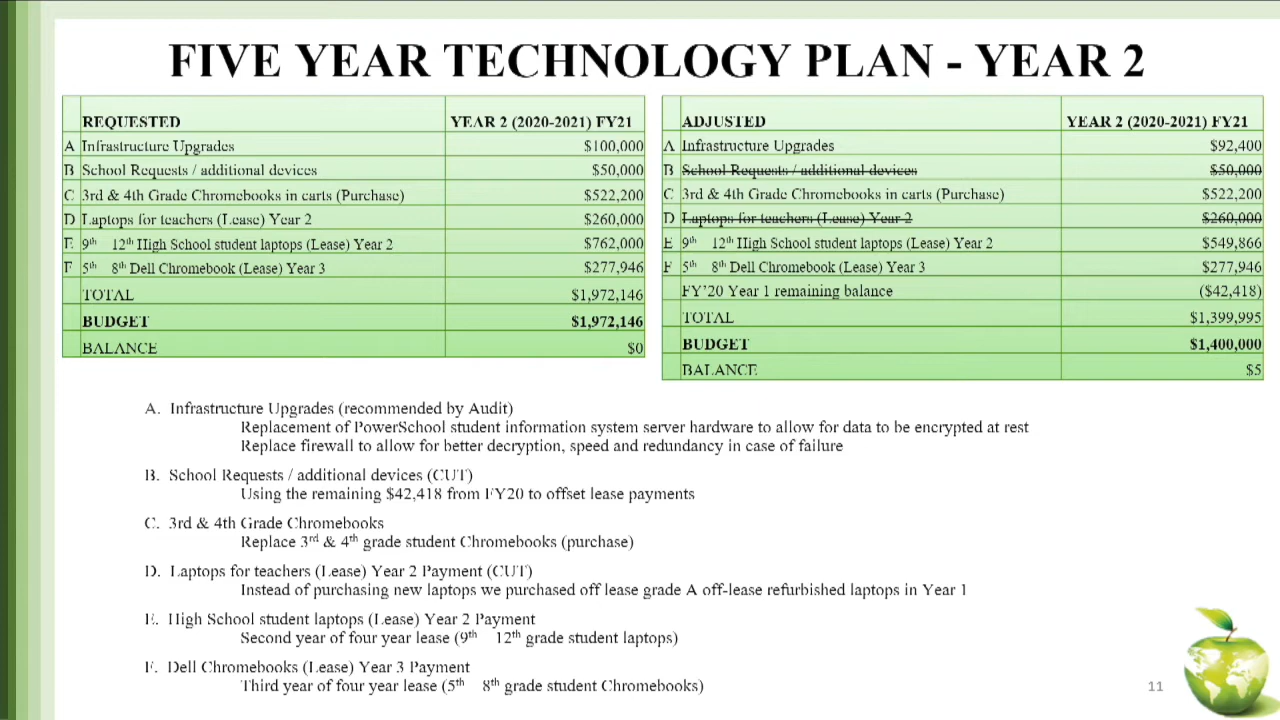 FIVE YEAR TECHNOLOGY PLAN - YEAR 2
REQUESTED YEAR 2 (2020-2021) FY21
A Infrastructure Upgrades $100,000
B School Requests / additional devices $50,000
C 3rd & 4th Grade Chromebooks in carts (Purchase) $522,200
D Laptops for teachers (Lease) Year 2 $260,000
E 9th 12th High School student laptops (Lease) Year 2 $762,000
F 5th 8th Dell Chromebook (Lease) Year 3 $277,946
TOTAL $1,972,146
BUDGET $1,972,146
BALANCE $0
ADJUSTED YEAR 2 (2020-2021) FY21
A Infrastructure Upgrades $92,400
B School Requests / additional devices $50,000
C 3rd & 4th Grade Chromebooks in carts (Purchase) $522,200
D Laptops for teachers (Lease) Year 2 $260,000
E 9th 12th High School student laptops (Lease) Year 2 $549,866
F 5th 8th Dell Chromebook (Lease) Year 3 $277,946
FY'20 Year 1 remaining balance ($42,418)
TOTAL $1,399,995
BUDGET $1,400,000
BALANCE $5
A. Infrastructure Upgrades (recommended by Audit)
Replacement of PowerSchool student information system server hardware to allow for data to be encrypted at rest
Replace firewall to allow for better decryption, speed and redundancy in case of failure
B. School Requests / additional devices (CUT)
Using the remaining $42,418 from FY20 to offset lease payments
C. 3rd & 4th Grade Chromebooks
Replace 3rd & 4th grade student Chromebooks (purchase)
D. Laptops for teachers (Lease) Year 2 Payment (CUT)
Instead of purchasing new laptops we purchased off lease grade A off-lease refurbished laptops in Year 1
E. High School student laptops (Lease) Year 2 Payment
Second year of four year lease (9th 12th grade student laptops)
F. Dell Chromebooks (Lease) Year 3 Payment
Third year of four year lease (5th 8th grade student Chromebooks)
11